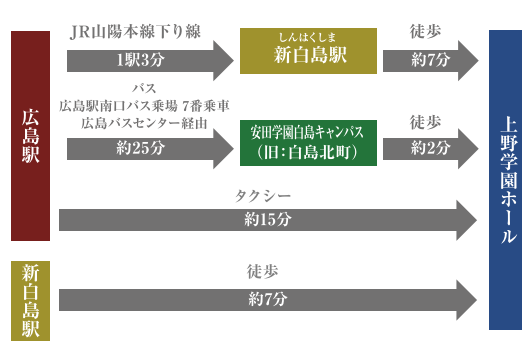 広島駅
JR山陽本線下り線
1駅3分
しんはくしま
新白島駅
徒歩
約7分
バス
広島駅南口バス乗場 7番乗車
広島バスセンター経由
約25分
安田学園白島キャンパス
（旧：白島北町）
徒歩
約2分
タクシー
約15分
新白島駅
徒歩
約7分
上野学園ホール